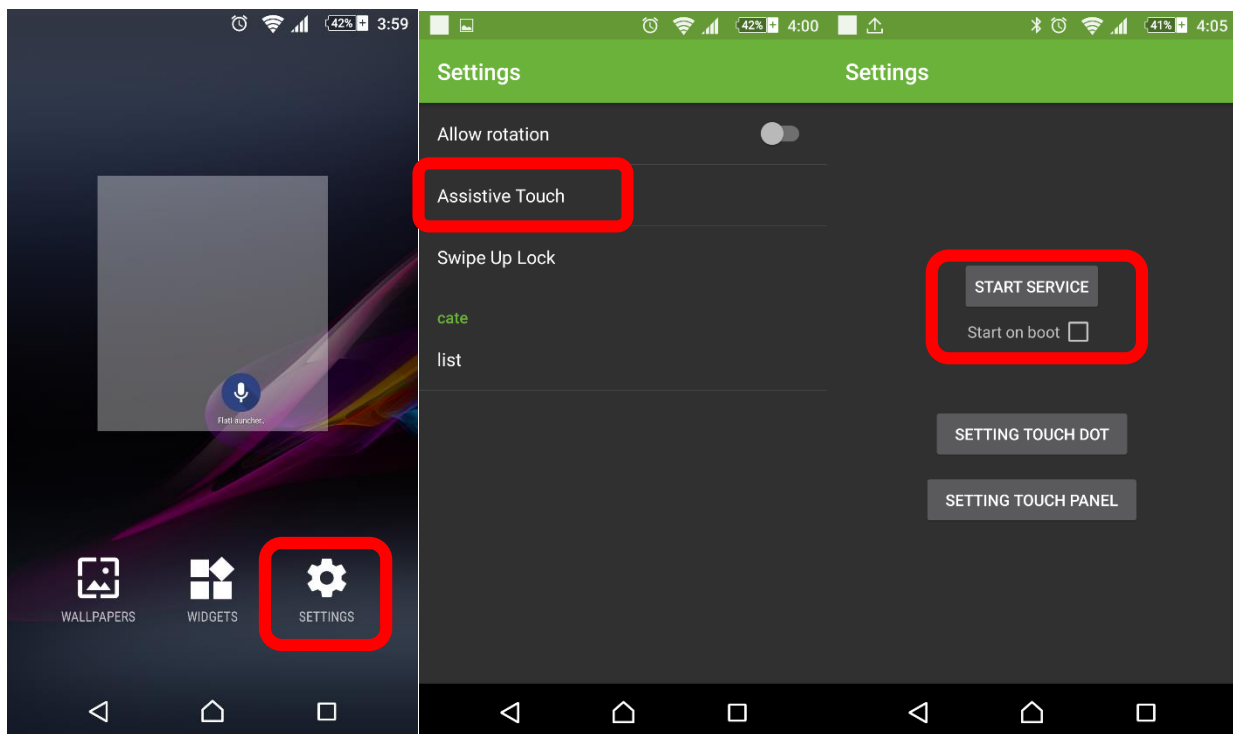 42% 3:59
FlatLauncher.
WALLPAPERS WIDGETS SETTINGS
42% 4:00
Settings
Allow rotation
Assistive Touch
Swipe Up Lock
cate
list
41% 4:05
Settings
START SERVICE
Start on boot
SETTING TOUCH DOT
SETTING TOUCH PANEL